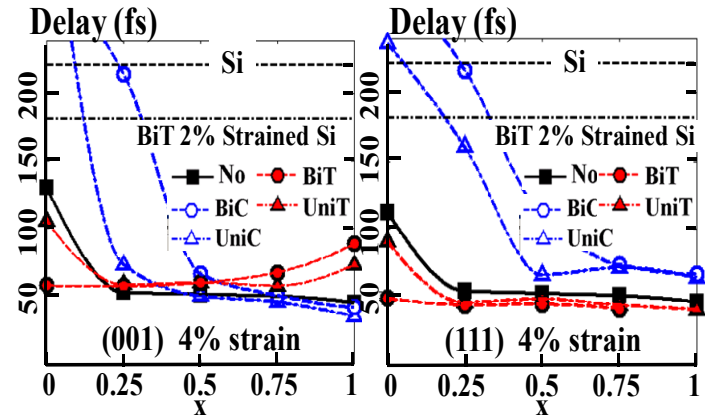 Delay (fs)
200
150
100
50
Si
BiT 2% Strained Si
No
BiT
BiC
UniT
UniC
(001) 4% strain
0 0.25 0.5 0.75 1
x
Delay (fs)
200
150
100
50
Si
BiT 2% Strained Si
No
BiT
BiC
UniT
UniC
(111) 4% strain
0 0.25 0.5 0.75 1
x